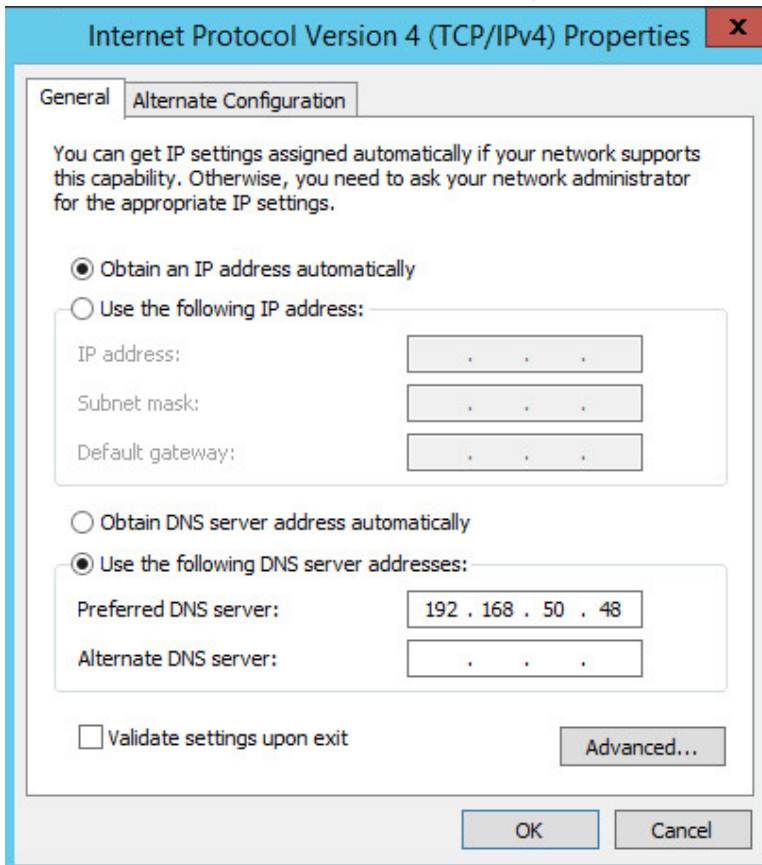 Internet Protocol Version 4 (TCP/IPv4) Properties
x
General
Alternate Configuration
You can get IP settings assigned automatically if your network supports
this capability. Otherwise, you need to ask your network administrator
for the appropriate IP settings.
Obtain an IP address automatically
Use the following IP address:
IP address: . . .
Subnet mask: . . .
Default gateway: . . .
Obtain DNS server address automatically
Use the following DNS server addresses:
Preferred DNS server: 192 . 168 . 50 . 48
Alternate DNS server: . . .
Validate settings upon exit
Advanced...
OK
Cancel